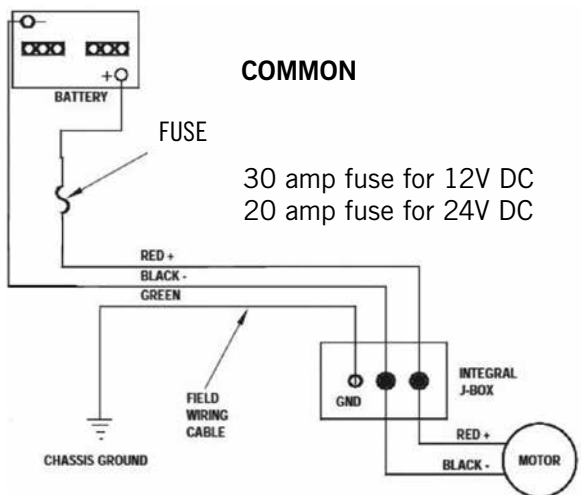 +
BATTERY
COMMON
FUSE
30 amp fuse for 12V DC
20 amp fuse for 24V DC
RED +
BLACK -
GREEN
FIELD
WIRING
CABLE
CHASSIS GROUND
GND
INTEGRAL
J-BOX
RED +
BLACK -
MOTOR